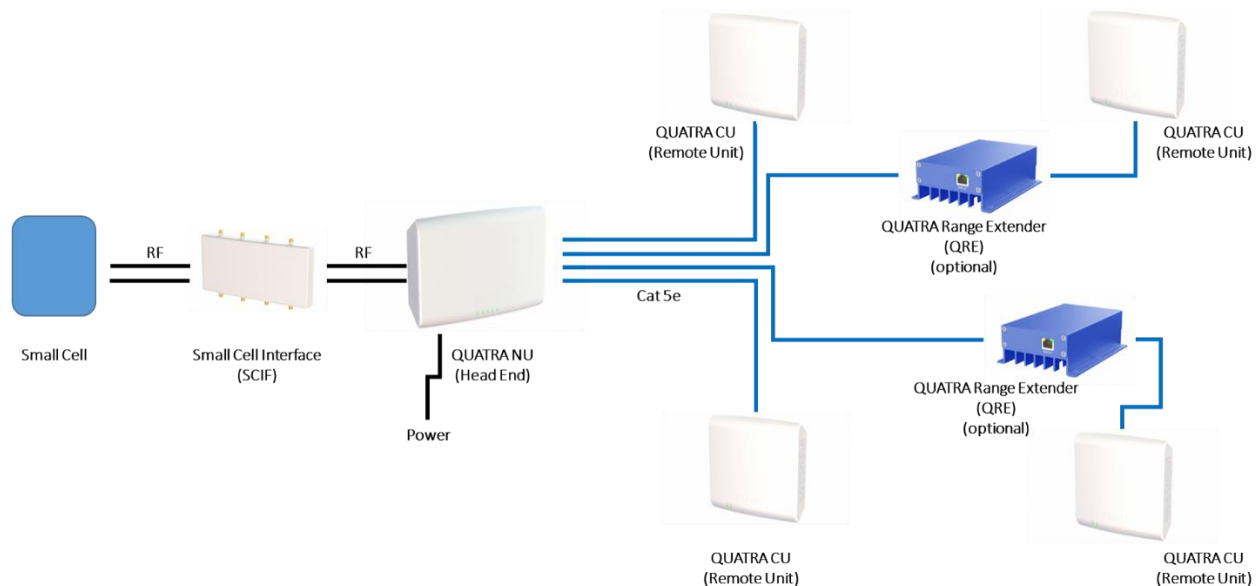 QUATRA CU
(Remote Unit)
QUATRA CU
(Remote Unit)
QUATRA Range Extender
(QRE)
(optional)
RF
RF
Cat 5e
Small Cell
Small Cell Interface
(SCIF)
QUATRA NU
(Head End)
Power
QUATRA Range Extender
(QRE)
(optional)
QUATRA CU
(Remote Unit)
QUATRA CU
(Remote Unit)